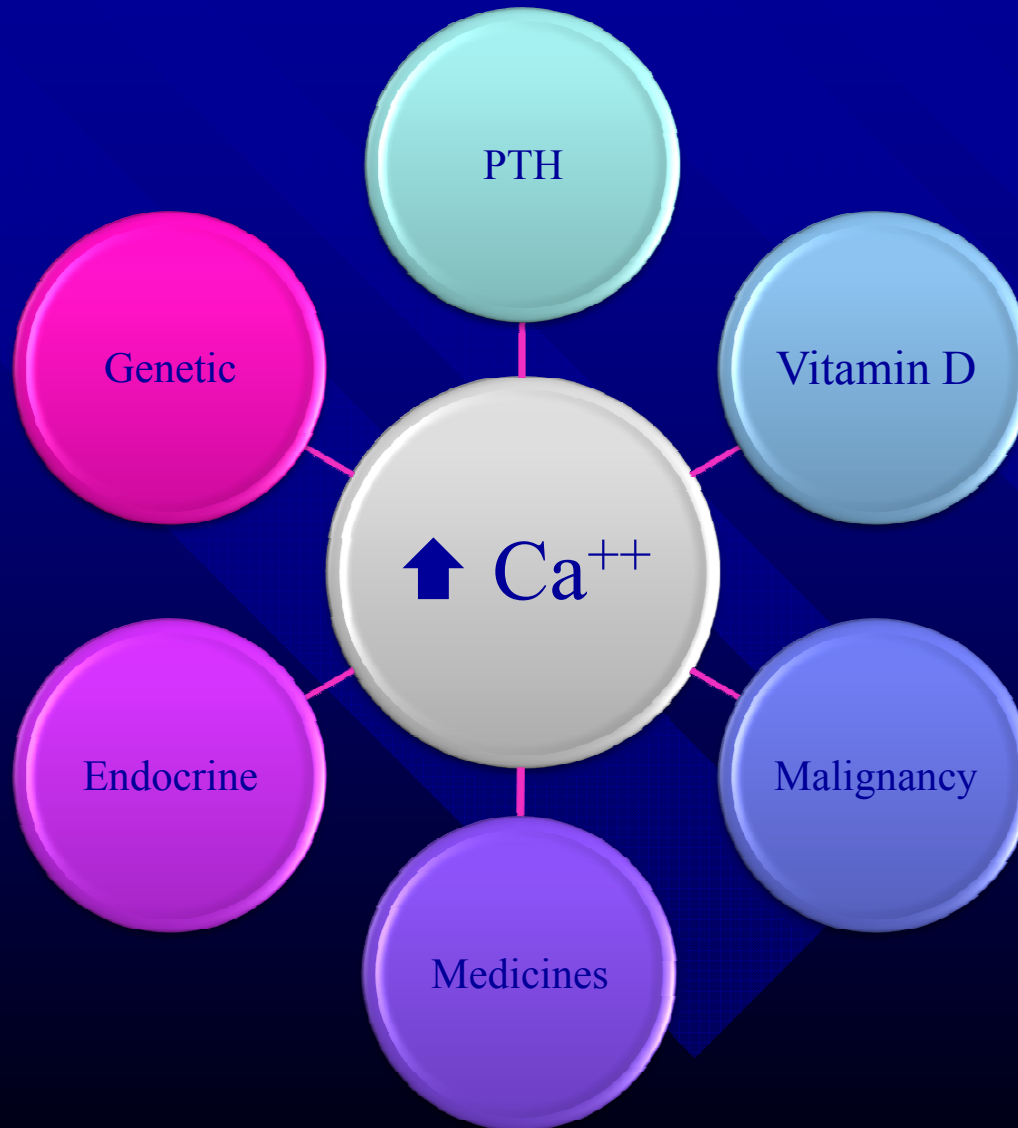 PTH
Genetic
Vitamin D
⬆ Ca⁺⁺
Endocrine
Malignancy
Medicines